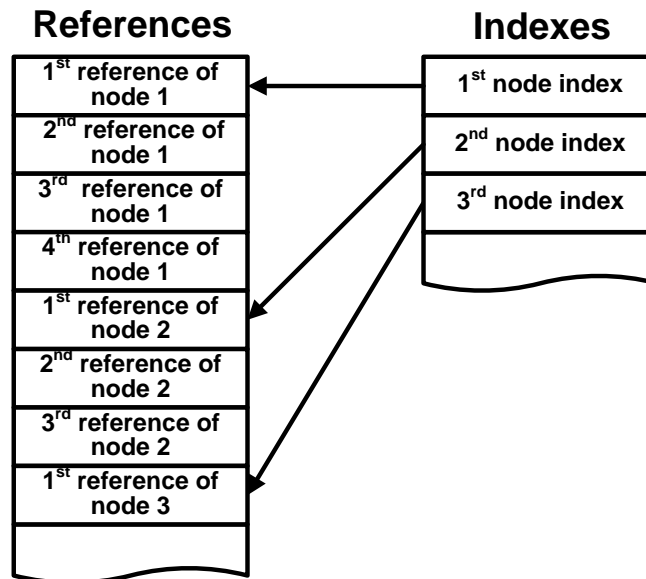 References
1st reference of
node 1
2nd reference of
node 1
3rd reference of
node 1
4th reference of
node 1
1st reference of
node 2
2nd reference of
node 2
3rd reference of
node 2
1st reference of
node 3
Indexes
1st node index
2nd node index
3rd node index